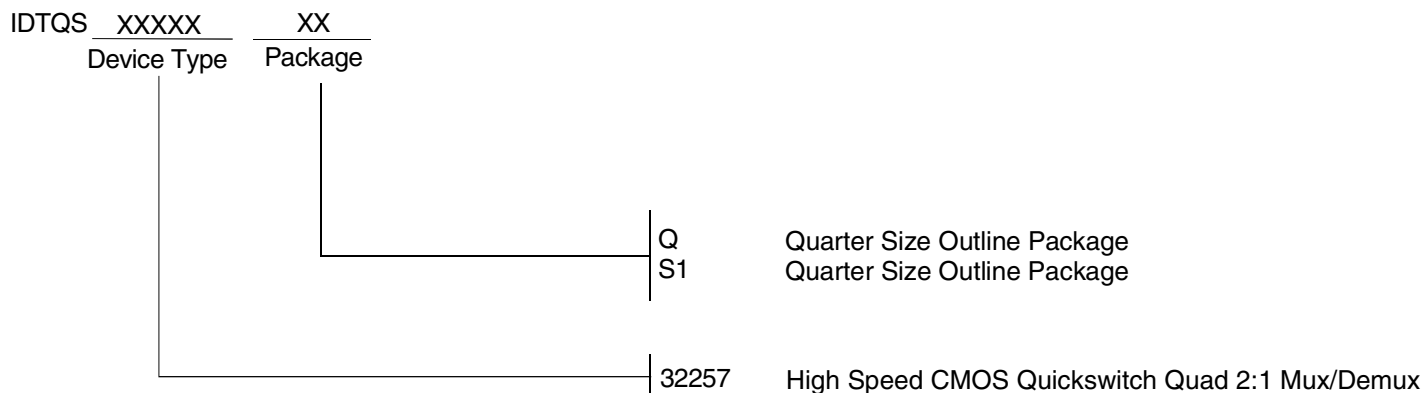 IDTQS XXXXX XX
Device Type Package
Q Quarter Size Outline Package
S1 Quarter Size Outline Package
32257 High Speed CMOS Quickswitch Quad 2:1 Mux/Demux